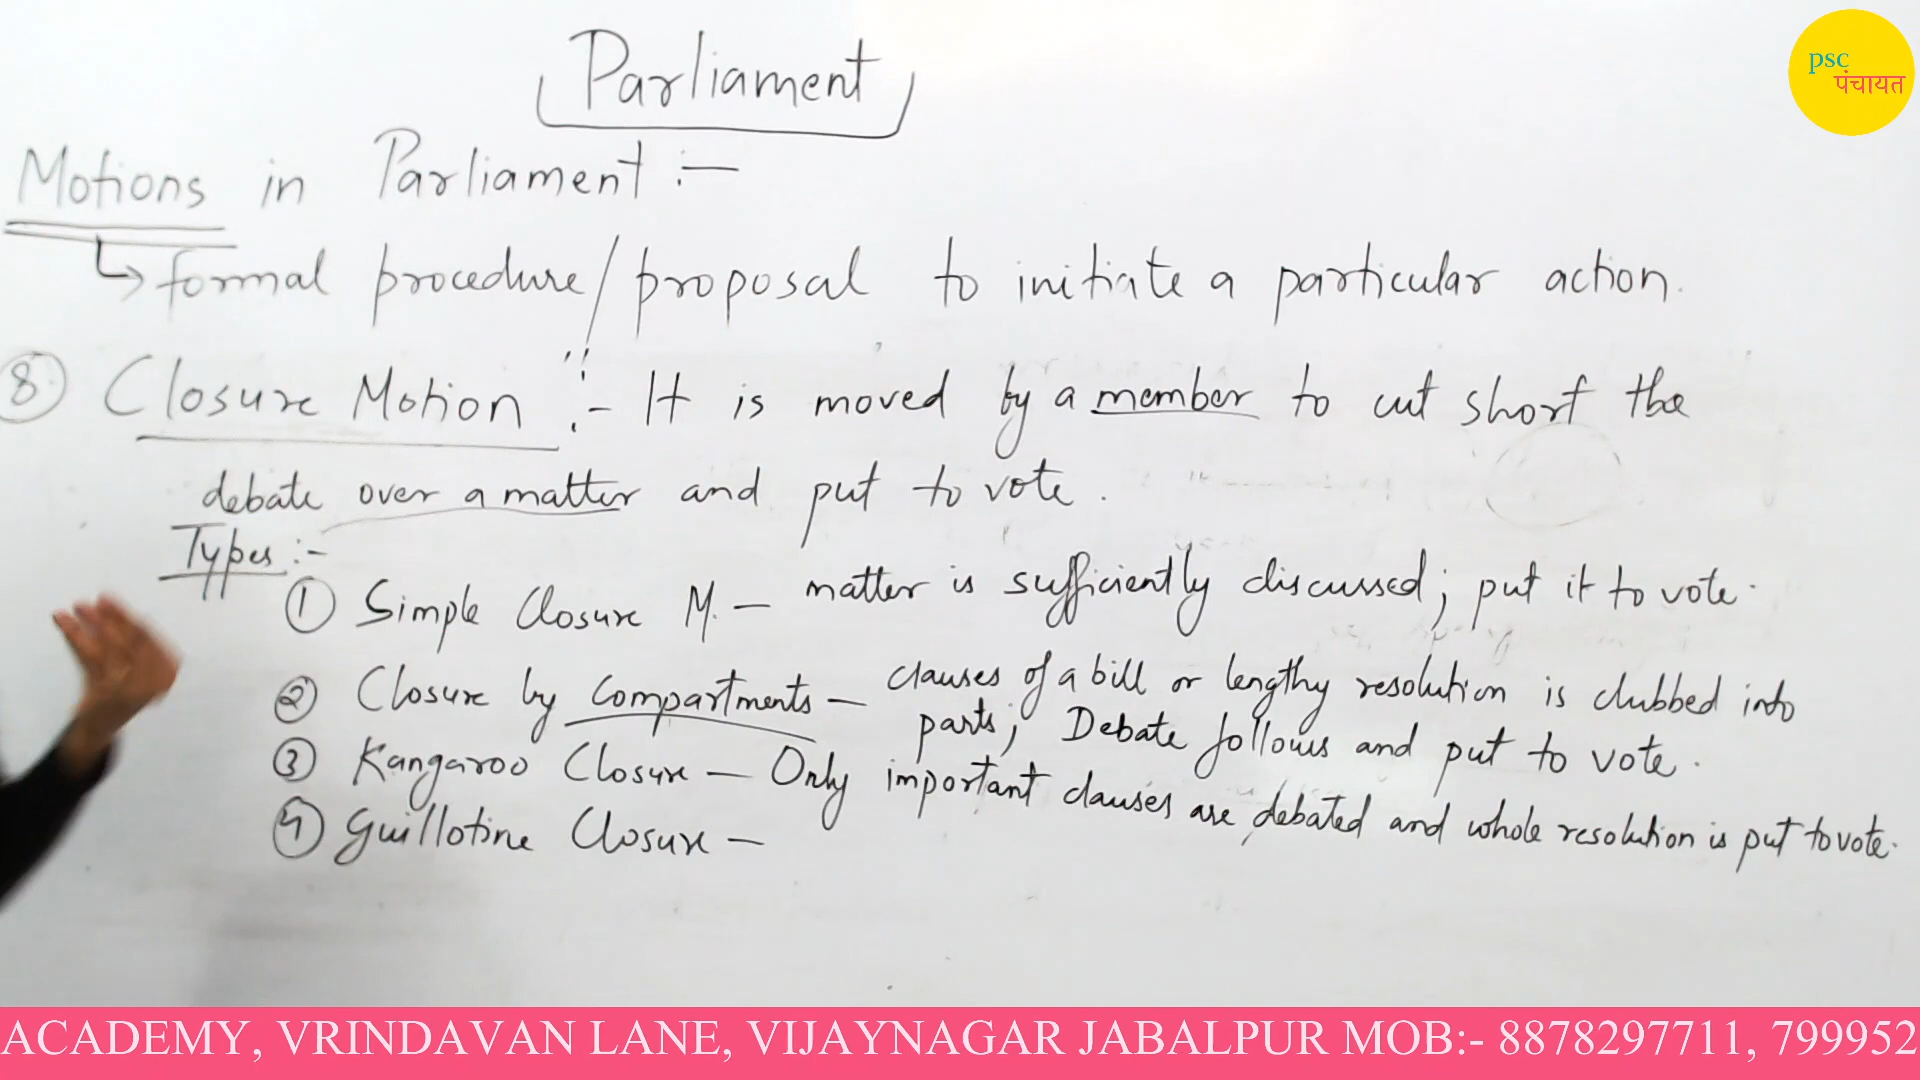 Parliament
psc
पंचायत
Motions in Parliament :-
formal procedure/proposal to initiate a particular action.
8 Closure Motion :- It is moved by a member to cut short the
debate over a matter and put to vote.
Types :-
1 Simple Closure M. - matter is sufficiently discussed; put it to vote.
2 Closure by Compartments - clauses of a bill or lengthy resolution is clubbed into
parts; Debate follows and put to vote.
3 Kangaroo Closure - Only important clauses are debated and whole resolution is put to vote.
4 Guillotine Closure -
ACADEMY, VRINDAVAN LANE, VIJAYNAGAR JABALPUR MOB:- 8878297711, 799952